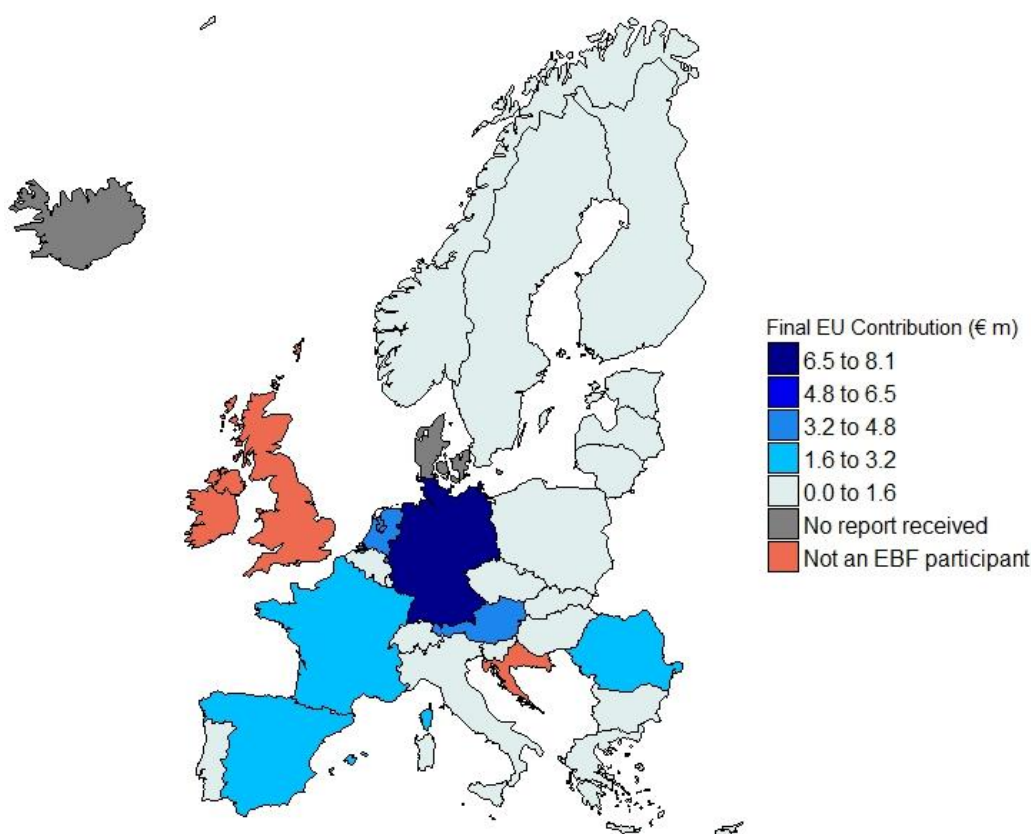 Final EU Contribution (€ m)
6.5 to 8.1
4.8 to 6.5
3.2 to 4.8
1.6 to 3.2
0.0 to 1.6
No report received
Not an EBF participant